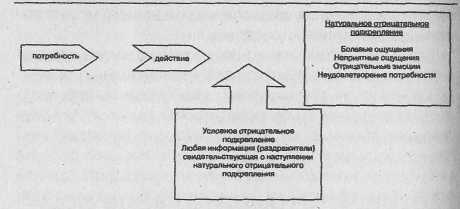 Натуральное отрицательное
подкрепление
Болевые ощущения
Неприятные ощущения
Отрицательные эмоции
Неудовлетворение потребности
потребность
действие
Условное отрицательное
подкрепление
Любая информация (раздражители)
свидетельствующая о наступлении
натурального отрицательного
подкрепления